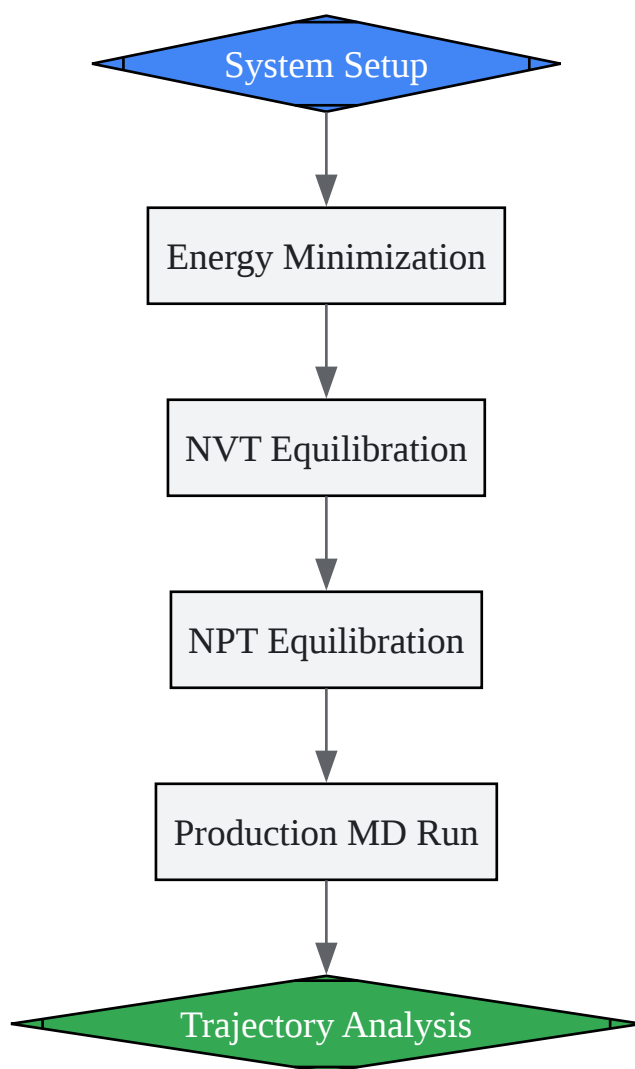 System Setup
Energy Minimization
NVT Equilibration
NPT Equilibration
Production MD Run
Trajectory Analysis